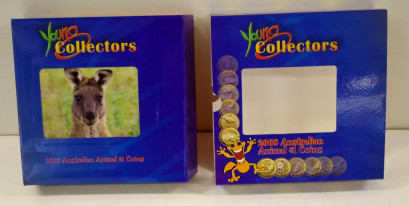 Young
Collectors
2008 Australian Animal $1 Coins
Young
Collectors
2008 Australian
Animal $1 Coins